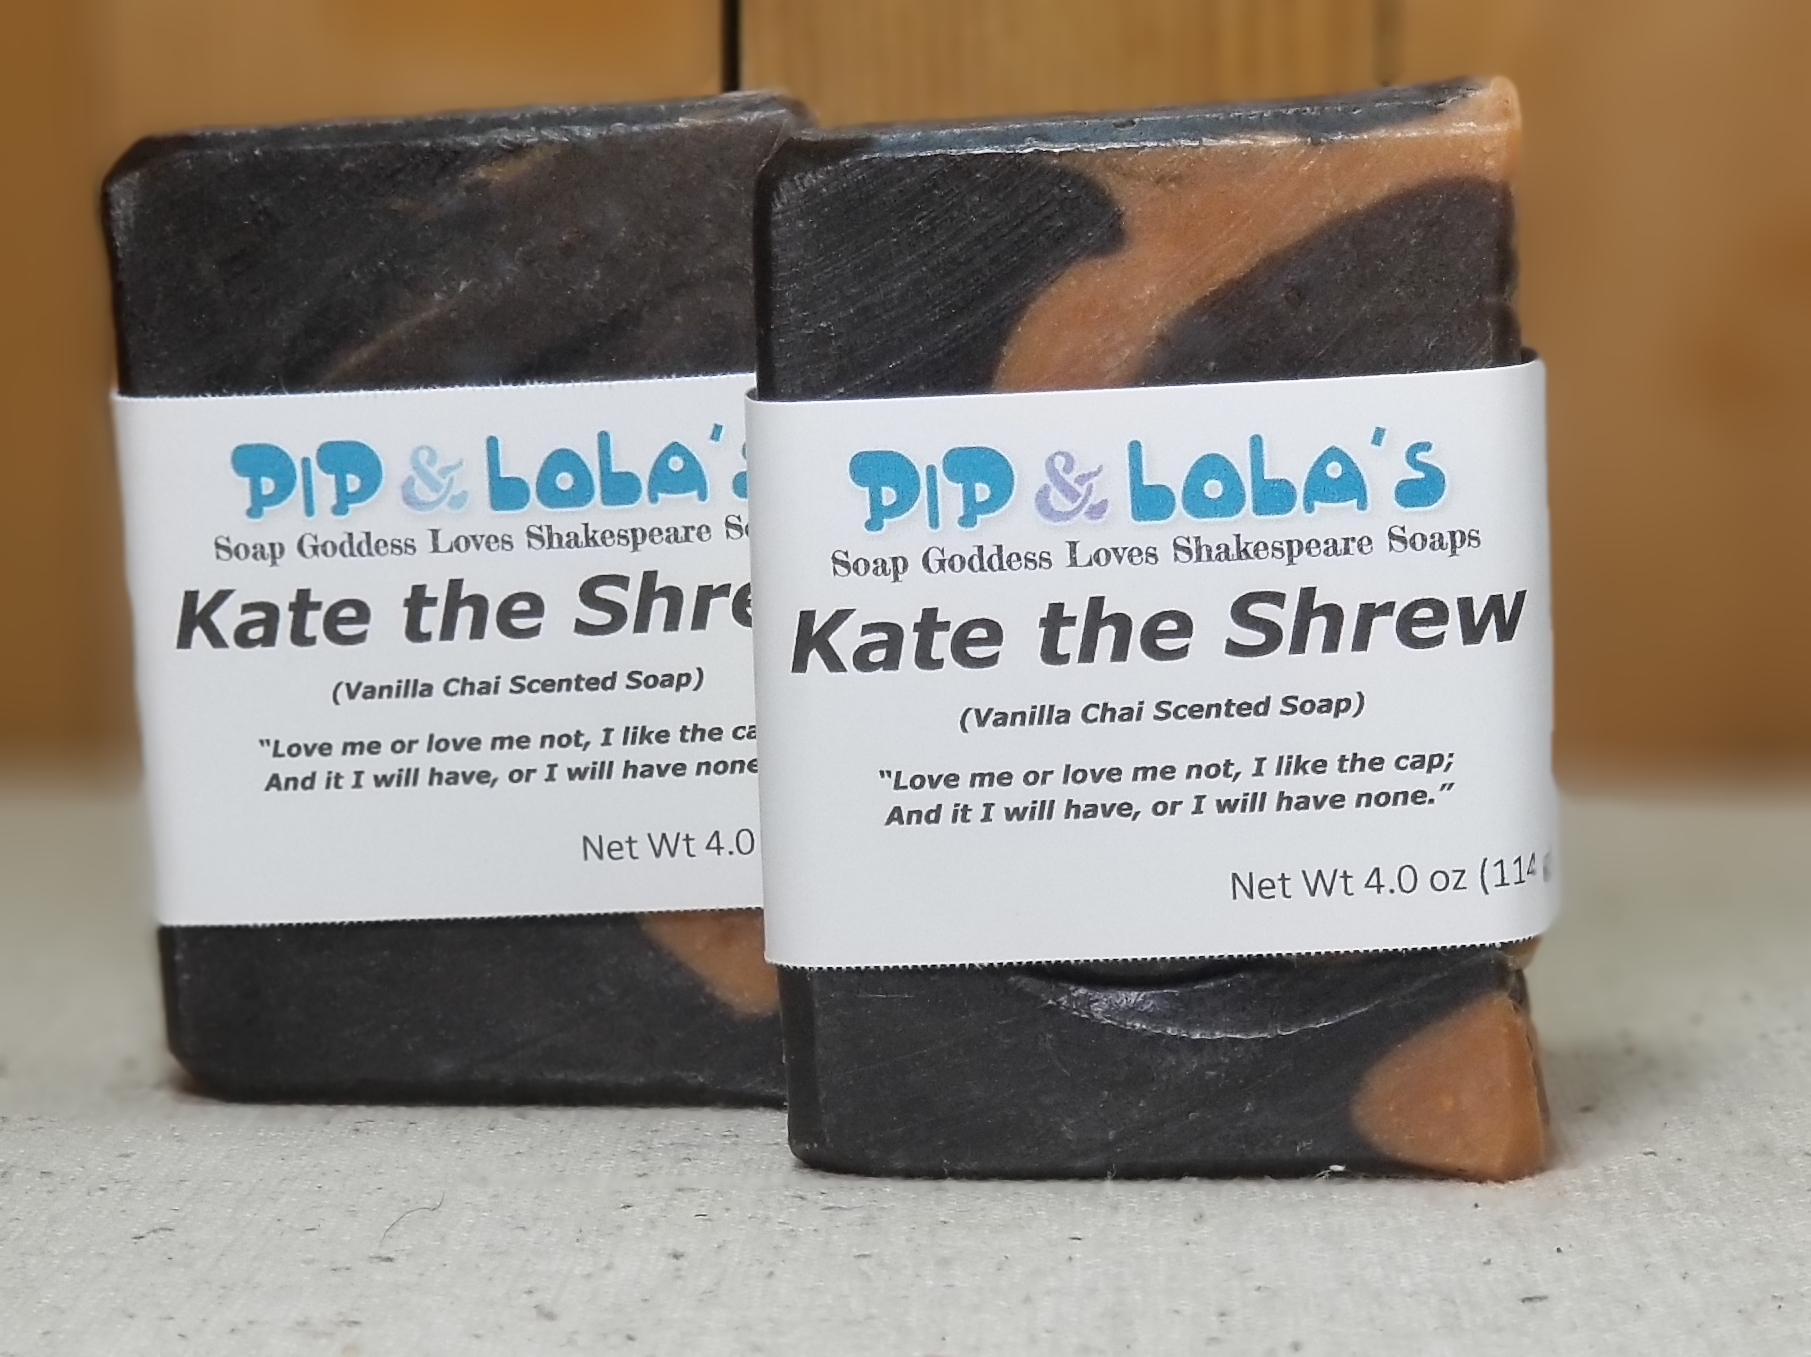 PIP & LOLA'S
Soap Goddess Loves Shakespeare
Kate the
(Vanilla Chai Scented Soap)
"Love me or love me not, I like the
And it I will have, or I will have none
Net Wt 4.0
PIP & LOLA'S
Soap Goddess Loves Shakespeare Soaps
Kate the Shrew
(Vanilla Chai Scented Soap)
"Love me or love me not, I like the cap;
And it I will have, or I will have none."
Net Wt 4.0 oz (114